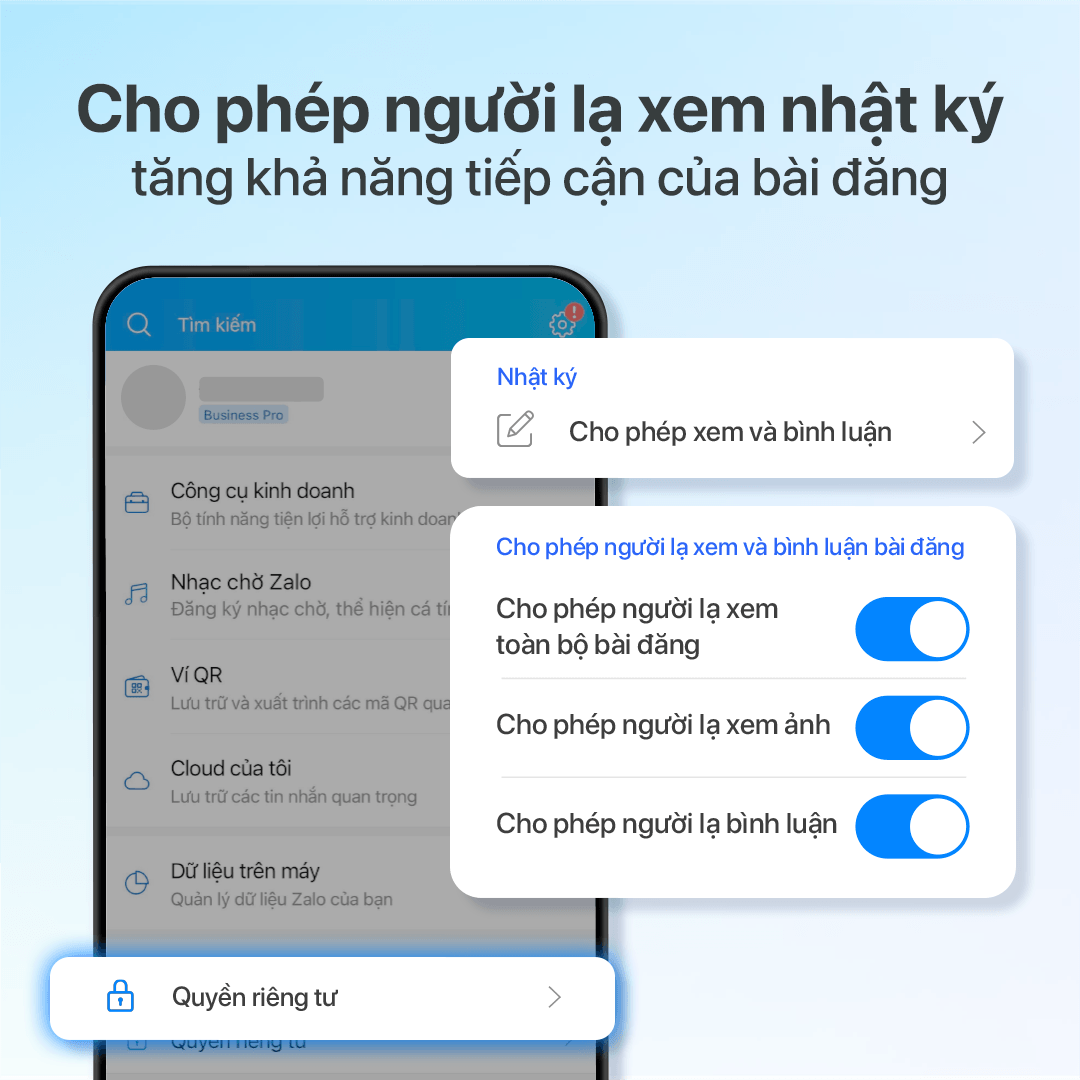 Cho phép người lạ xem nhật ký
tăng khả năng tiếp cận của bài đăng
Tìm kiếm
Business Pro
Nhật ký
Cho phép xem và bình luận
Công cụ kinh doanh
Bộ tính năng tiện lợi hỗ trợ kinh doan
Nhạc chờ Zalo
Đăng ký nhạc chờ, thể hiện cá tí
Ví QR
Lưu trữ và xuất trình các mã QR qua
Cloud của tôi
Lưu trữ các tin nhắn quan trọng
Dữ liệu trên máy
Quản lý dữ liệu Zalo của bạn
Cho phép người lạ xem và bình luận bài đăng
Cho phép người lạ xem
toàn bộ bài đăng
Cho phép người lạ xem ảnh
Cho phép người lạ bình luận
Quyền riêng tư
Quyền riêng tư